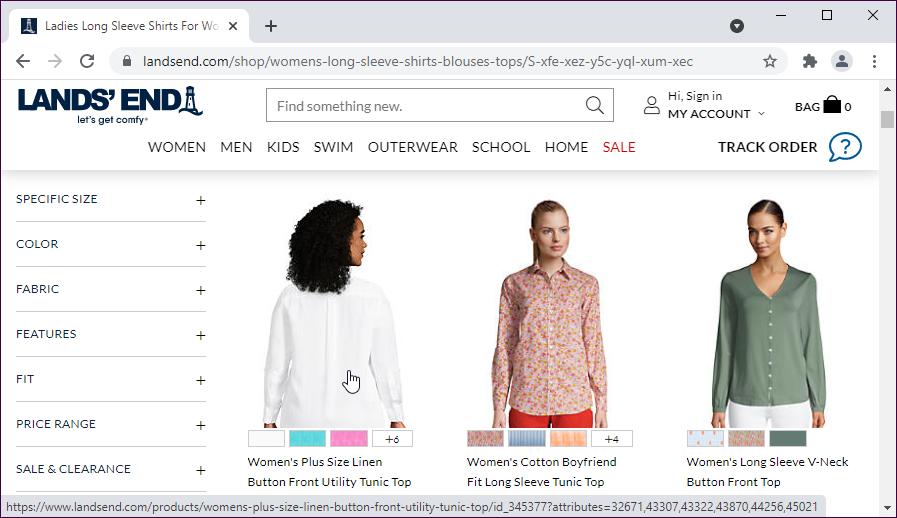 Ladies Long Sleeve Shirts For Wo
landsend.com/shop/womens-long-sleeve-shirts-blouses-tops/S-xfe-xez-y5c-yql-xum-xec
LANDS' END
let's get comfy®
Find something new.
Hi, Sign in
MY ACCOUNT
BAG 0
WOMEN MEN KIDS SWIM OUTERWEAR SCHOOL HOME SALE
TRACK ORDER ?
SPECIFIC SIZE +
COLOR +
FABRIC +
FEATURES +
FIT +
PRICE RANGE +
SALE & CLEARANCE +
+6
Women's Plus Size Linen
Button Front Utility Tunic Top
+4
Women's Cotton Boyfriend
Fit Long Sleeve Tunic Top
Women's Long Sleeve V-Neck
Button Front Top
https://www.landsend.com/products/womens-plus-size-linen-button-front-utility-tunic-top/id_345377?attributes=32671,43307,43322,43870,44256,45021